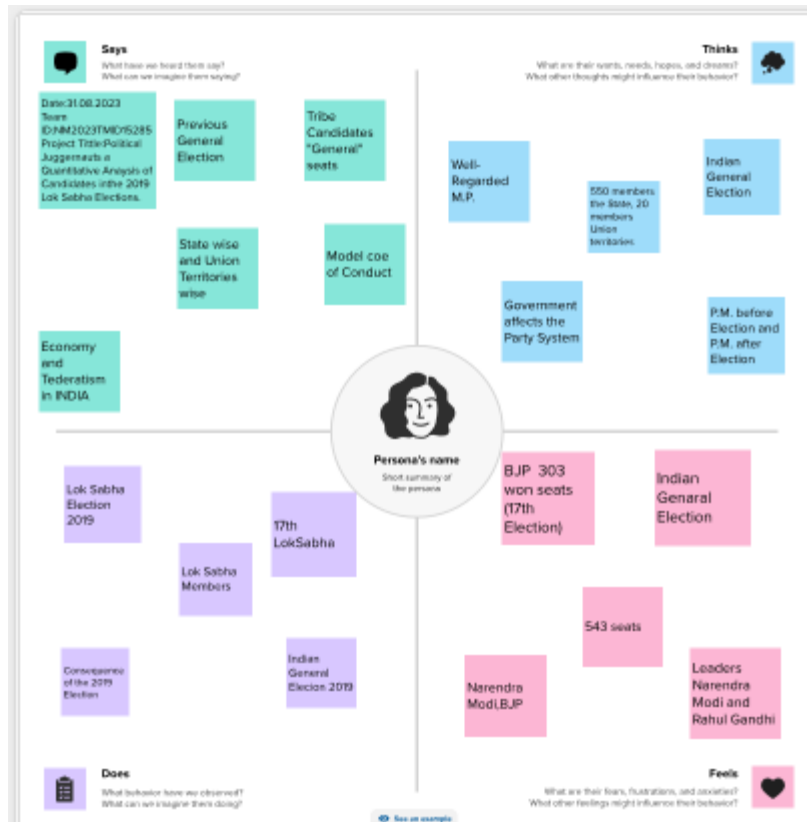 Says
What have we heard them say?
What can we imagine them saying?
Date:31.08.2023
Team
ID:NM2023TMID15285
Project Tittle:Political
Juggernauts a
Quantitative Anaysis of
Candidates inthe 2019
Lok Sabha Elections.
Previous
General
Election
Tribe
Candidates
"General"
seats
State wise
and Union
Territories
wise
Model coe
of Conduct
Economy
and
Tederatism
in INDIA
Thinks
What are their wants, needs, hopes, and dreams?
What other thoughts might influence their behavior?
Well-
Regarded
M.P.
550 members
the State, 20
members
Union
territories
Indian
General
Election
Government
affects the
Party System
P.M. before
Election and
P.M. after
Election
Persona's name
Short summary of
the persona
Lok Sabha
Election
2019
17th
LokSabha
Lok Sabha
Members
Consequence
of the 2019
Election
Indian
General
Elecion 2019
Does
What behavior have we observed?
What can we imagine them doing?
BJP 303
won seats
(17th
Election)
Indian
Genaral
Election
543 seats
Narendra
Modi,BJP
Leaders
Narendra
Modi and
Rahul Gandhi
Feels
What are their fears, frustrations, and anxieties?
What other feelings might influence their behavior?
See an example